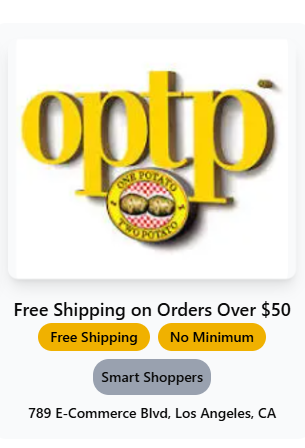 optp
ONE POTATO
TWO POTATO
Free Shipping on Orders Over $50
Free Shipping
No Minimum
Smart Shoppers
789 E-Commerce Blvd, Los Angeles, CA